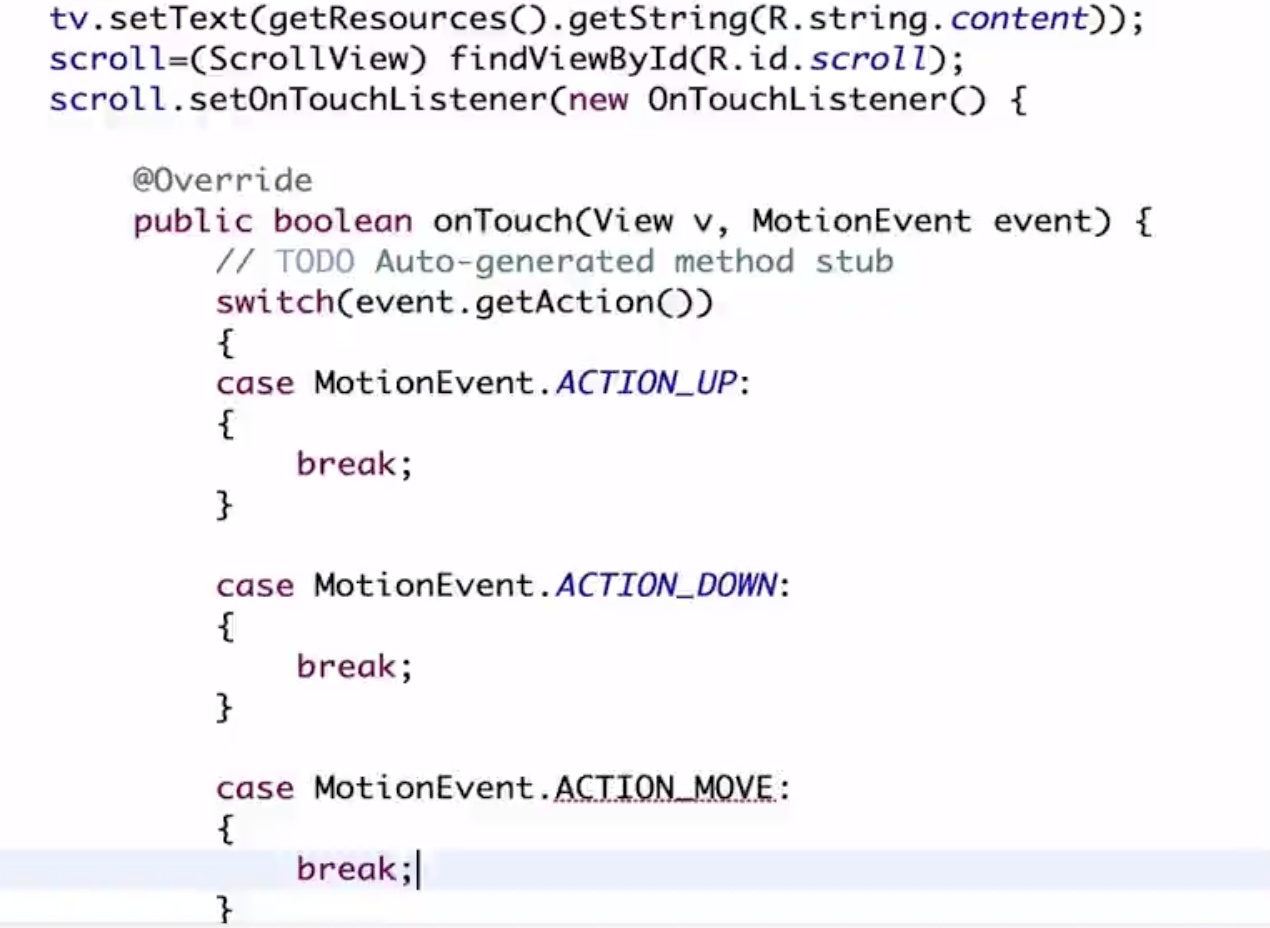 tv.setText(getResources().getString(R.string.content));
scroll=(ScrollView) findViewById(R.id.scroll);
scroll.setOnTouchListener(new OnTouchListener() {
@Override
public boolean onTouch(View v, MotionEvent event) {
// TODO Auto-generated method stub
switch(event.getAction())
{
case MotionEvent.ACTION_UP:
{
break;
}
case MotionEvent.ACTION_DOWN:
{
break;
}
case MotionEvent.ACTION_MOVE:
{
break;
}